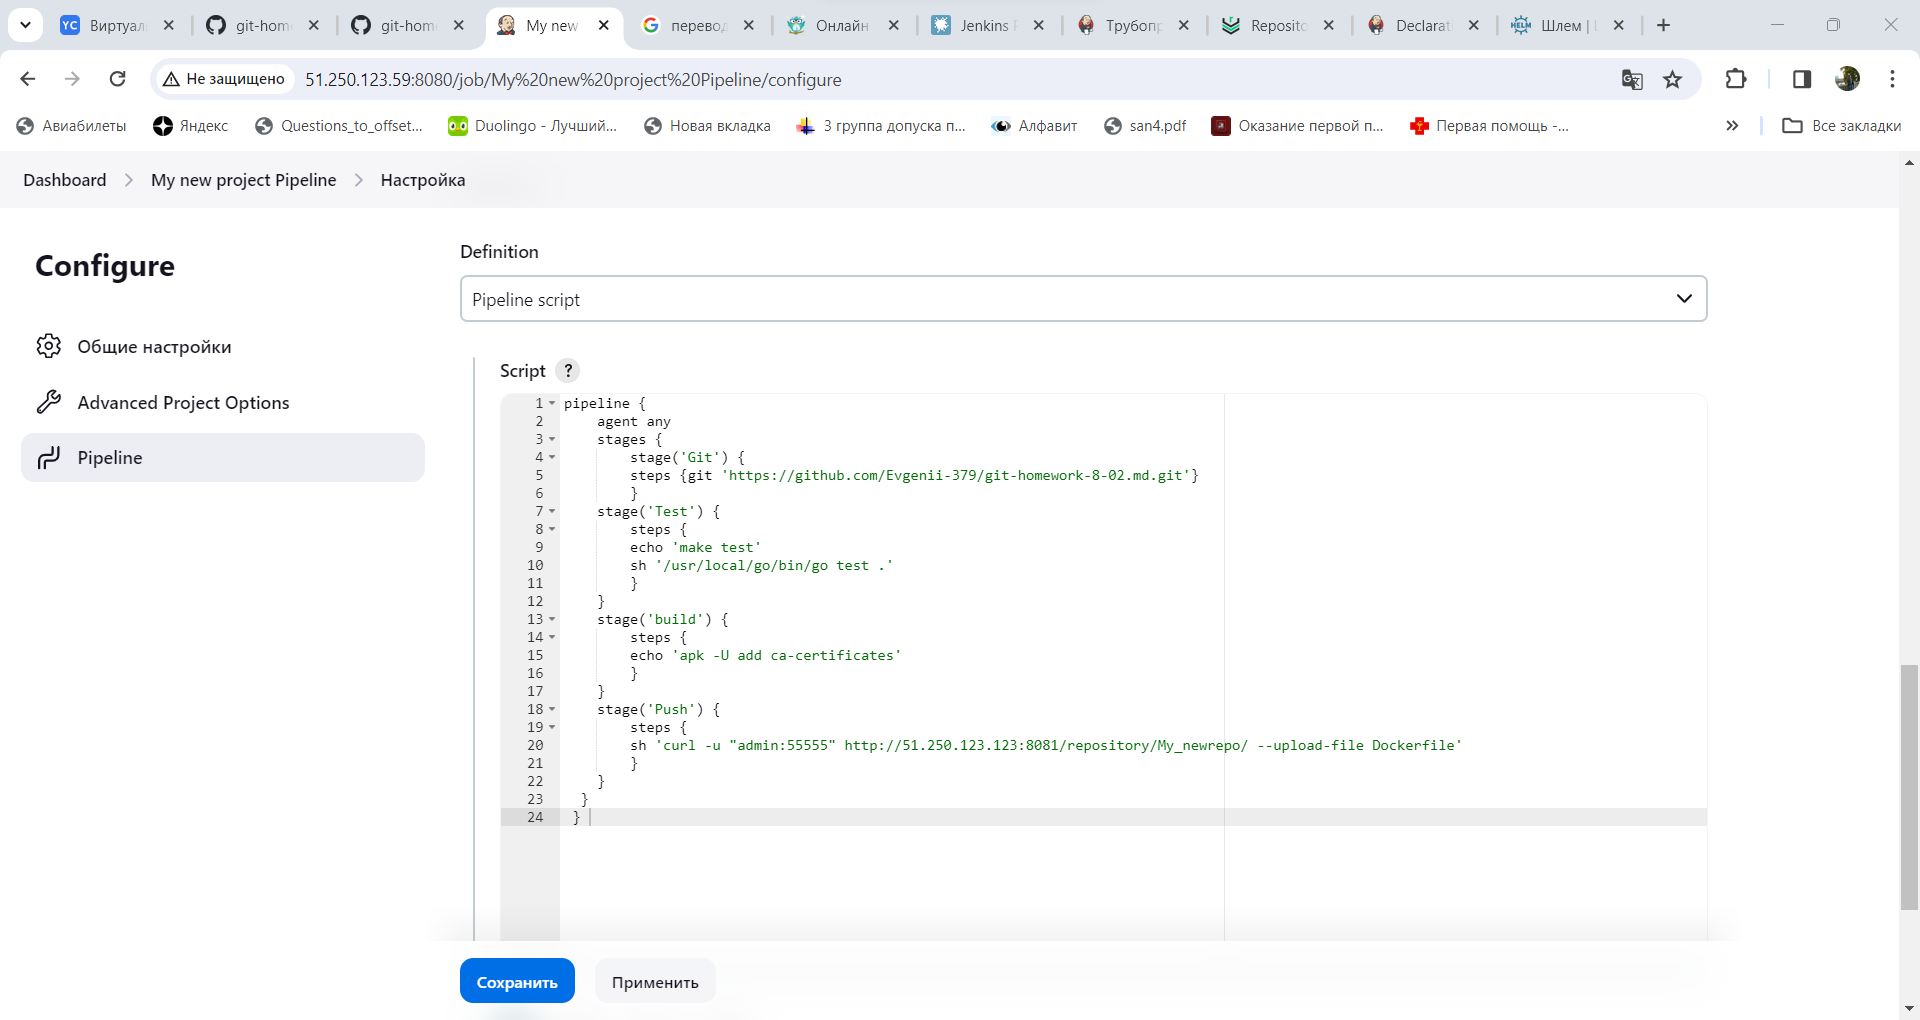 YC Виртуал
git-hom
git-hom
My new
перевод
Онлайн
Jenkins
Трубопр
Reposito
Declarat
HELM Шлем |
Не защищено 51.250.123.59:8080/job/My%20new%20project%20Pipeline/configure
Авиабилеты
Яндекс
Questions_to_offset...
Duolingo - Лучший...
Новая вкладка
3 группа допуска п...
Алфавит
san4.pdf
Оказание первой п...
Первая помощь -...
Все закладки
Dashboard
My new project Pipeline
Настройка
Configure
Общие настройки
Advanced Project Options
Pipeline
Definition
Pipeline script
Script ?
1 pipeline {
2 agent any
3 stages {
4 stage('Git') {
5 steps {git 'https://github.com/Evgenii-379/git-homework-8-02.md.git'}
6 }
7 stage('Test') {
8 steps {
9 echo 'make test'
10 sh '/usr/local/go/bin/go test .'
11 }
12 }
13 stage('build') {
14 steps {
15 echo 'apk -U add ca-certificates'
16 }
17 }
18 stage('Push') {
19 steps {
20 sh 'curl -u "admin:55555" http://51.250.123.123:8081/repository/My_newrepo/ --upload-file Dockerfile'
21 }
22 }
23 }
24 }
Сохранить
Применить